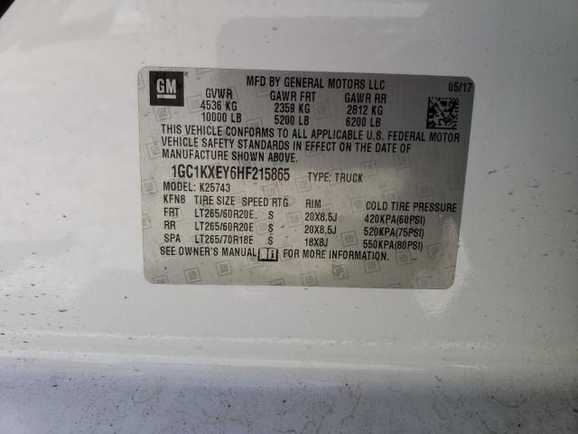 GM
MFD BY GENERAL MOTORS LLC
05/17
GVWR GAWR FRT GAWR RR
4536 KG 2359 KG 2812 KG
10000 LB 5200 LB 6200 LB
THIS VEHICLE CONFORMS TO ALL APPLICABLE U.S. FEDERAL MOTOR
VEHICLE SAFETY STANDARDS IN EFFECT ON THE DATE OF
MANUFACTURE SHOWN ABOVE.
1GC1KXEY6HF215865 TYPE: TRUCK
MODEL: K25743
KFN8 TIRE SIZE SPEED RTG RIM COLD TIRE PRESSURE
FRT LT265/60R20E S 20X8.5J 420KPA(60PSI)
RR LT265/60R20E S 20X8.5J 520KPA(75PSI)
SPA LT265/70R18E S 18X8J 550KPA(80PSI)
SEE OWNER'S MANUAL FOR MORE INFORMATION.